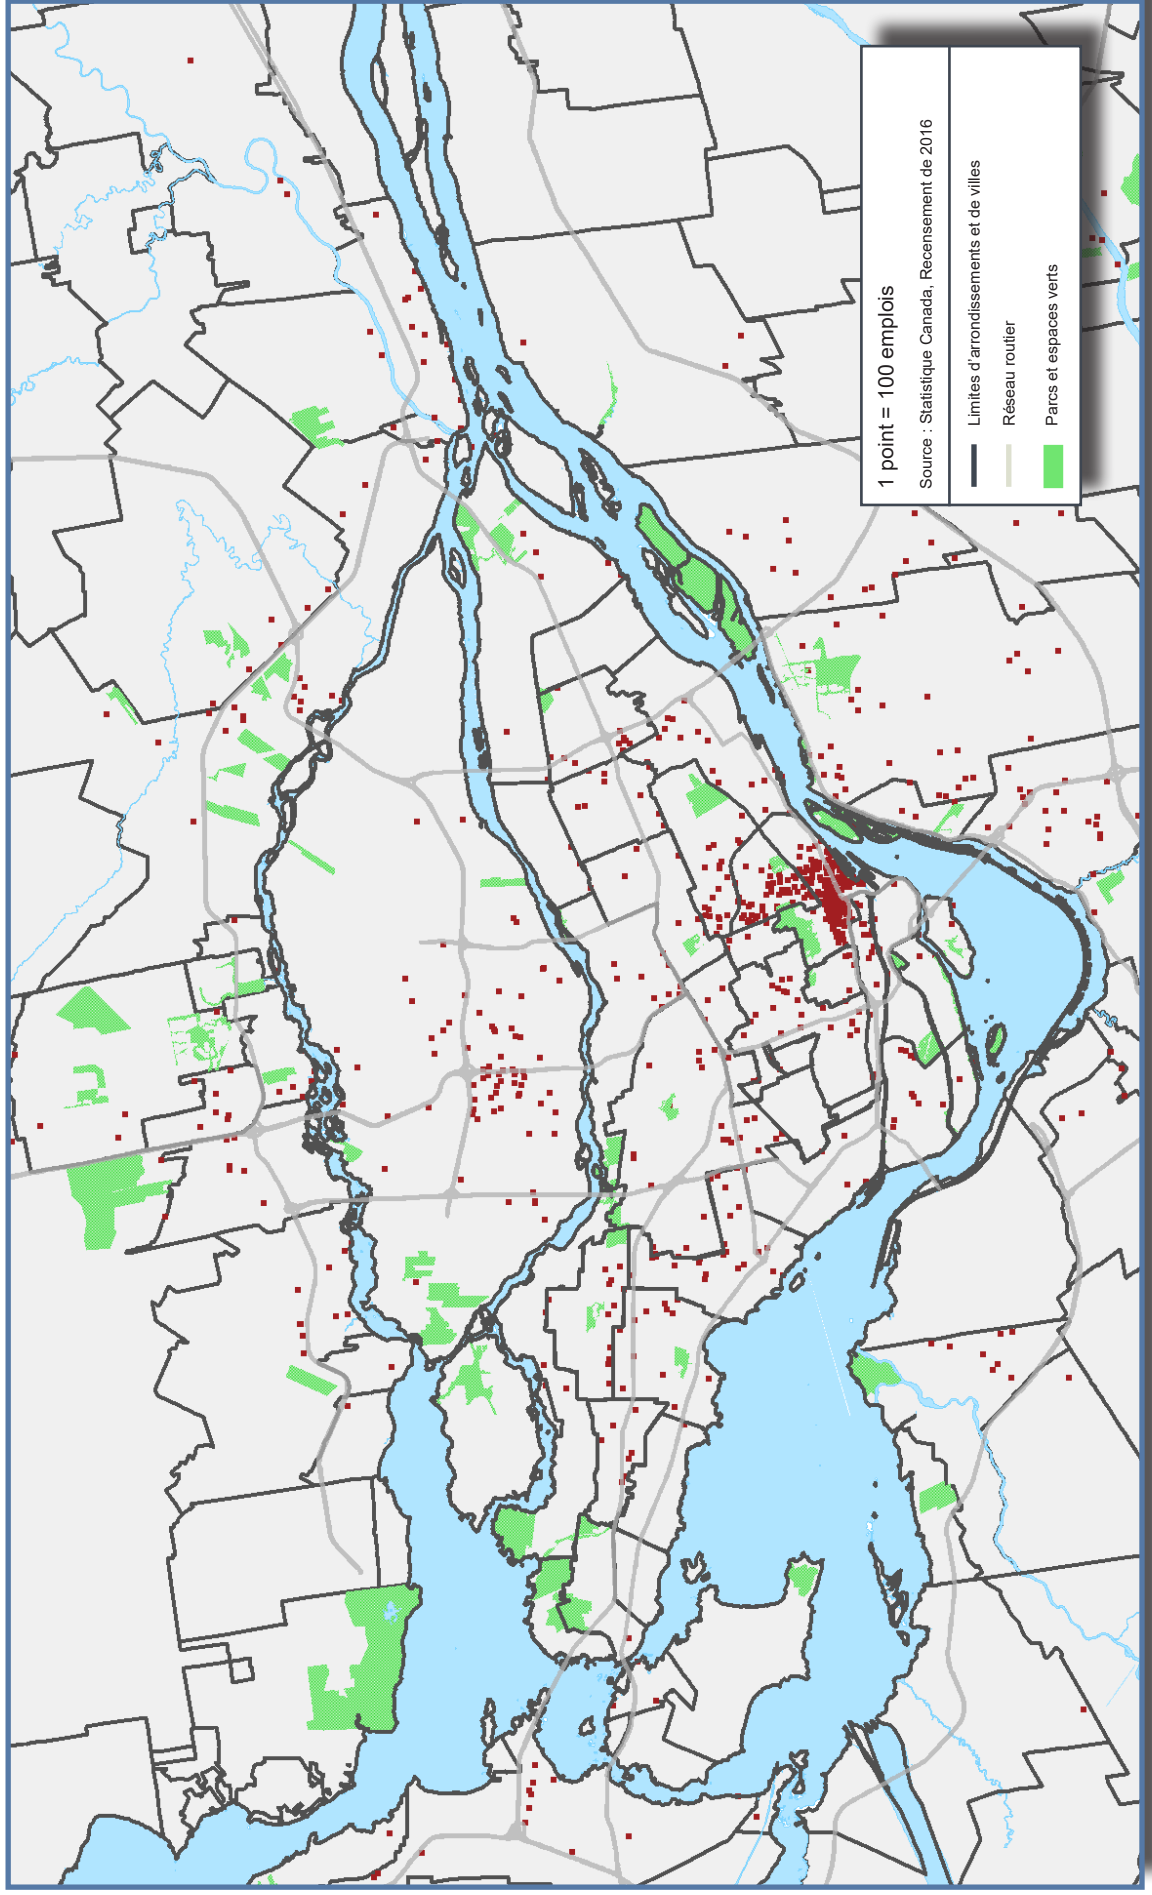 1 point = 100 emplois
Source : Statistique Canada, Recensement de 2016
Limites d'arrondissements et de villes
Réseau routier
Parcs et espaces verts